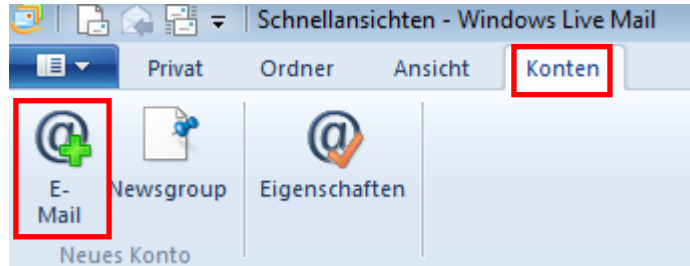 Schnellansichten - Windows Live Mail
Privat Ordner Ansicht Konten
E-
Mail
Newsgroup
Eigenschaften
Neues Konto